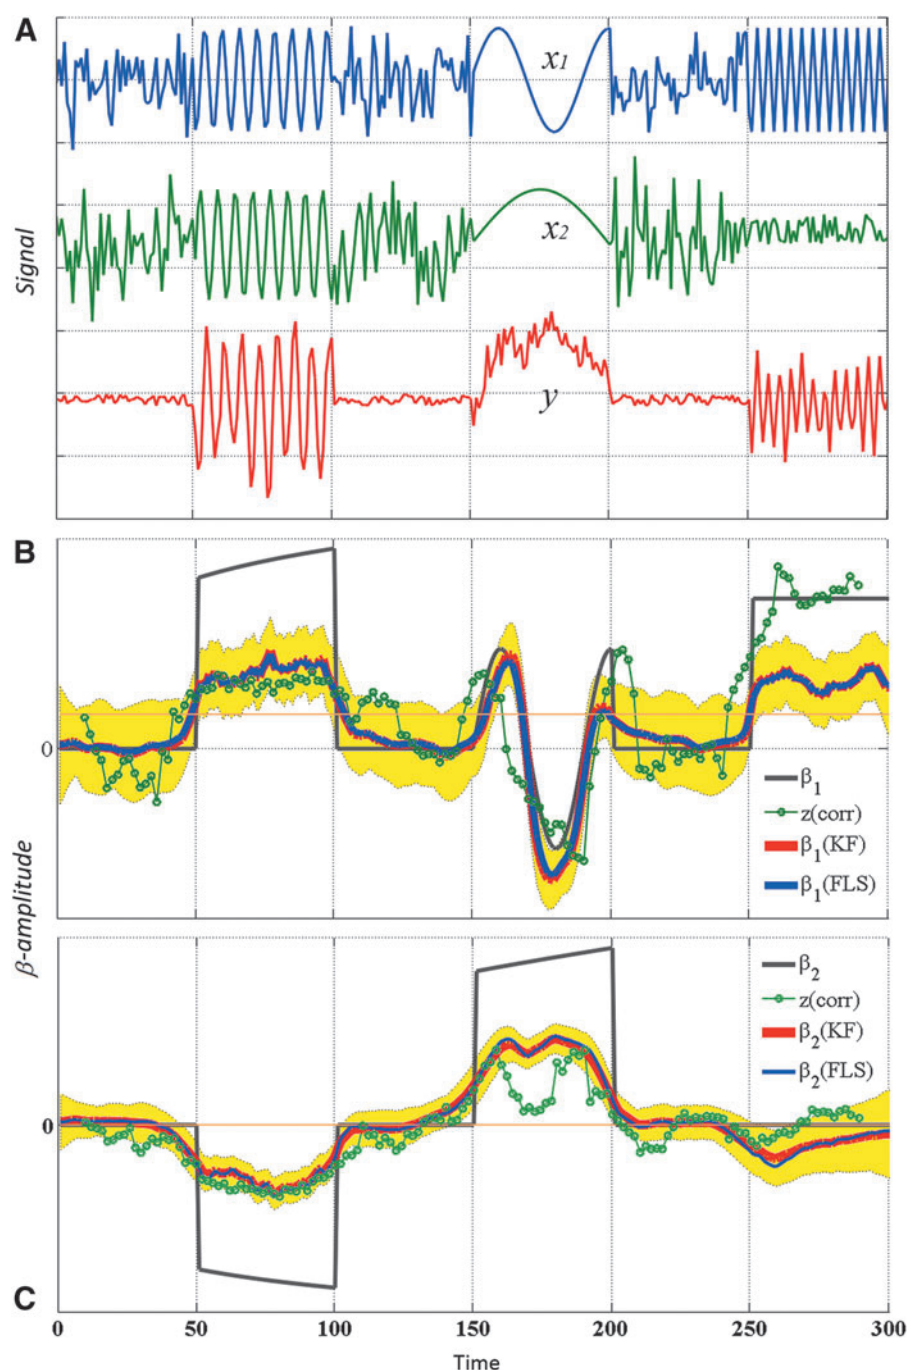 A
x1
x2
Signal
y
B
0
β1
z(corr)
β1(KF)
β1(FLS)
β-amplitude
β2
z(corr)
β2(KF)
β2(FLS)
0
C
0 50 100 150 200 250 300
Time